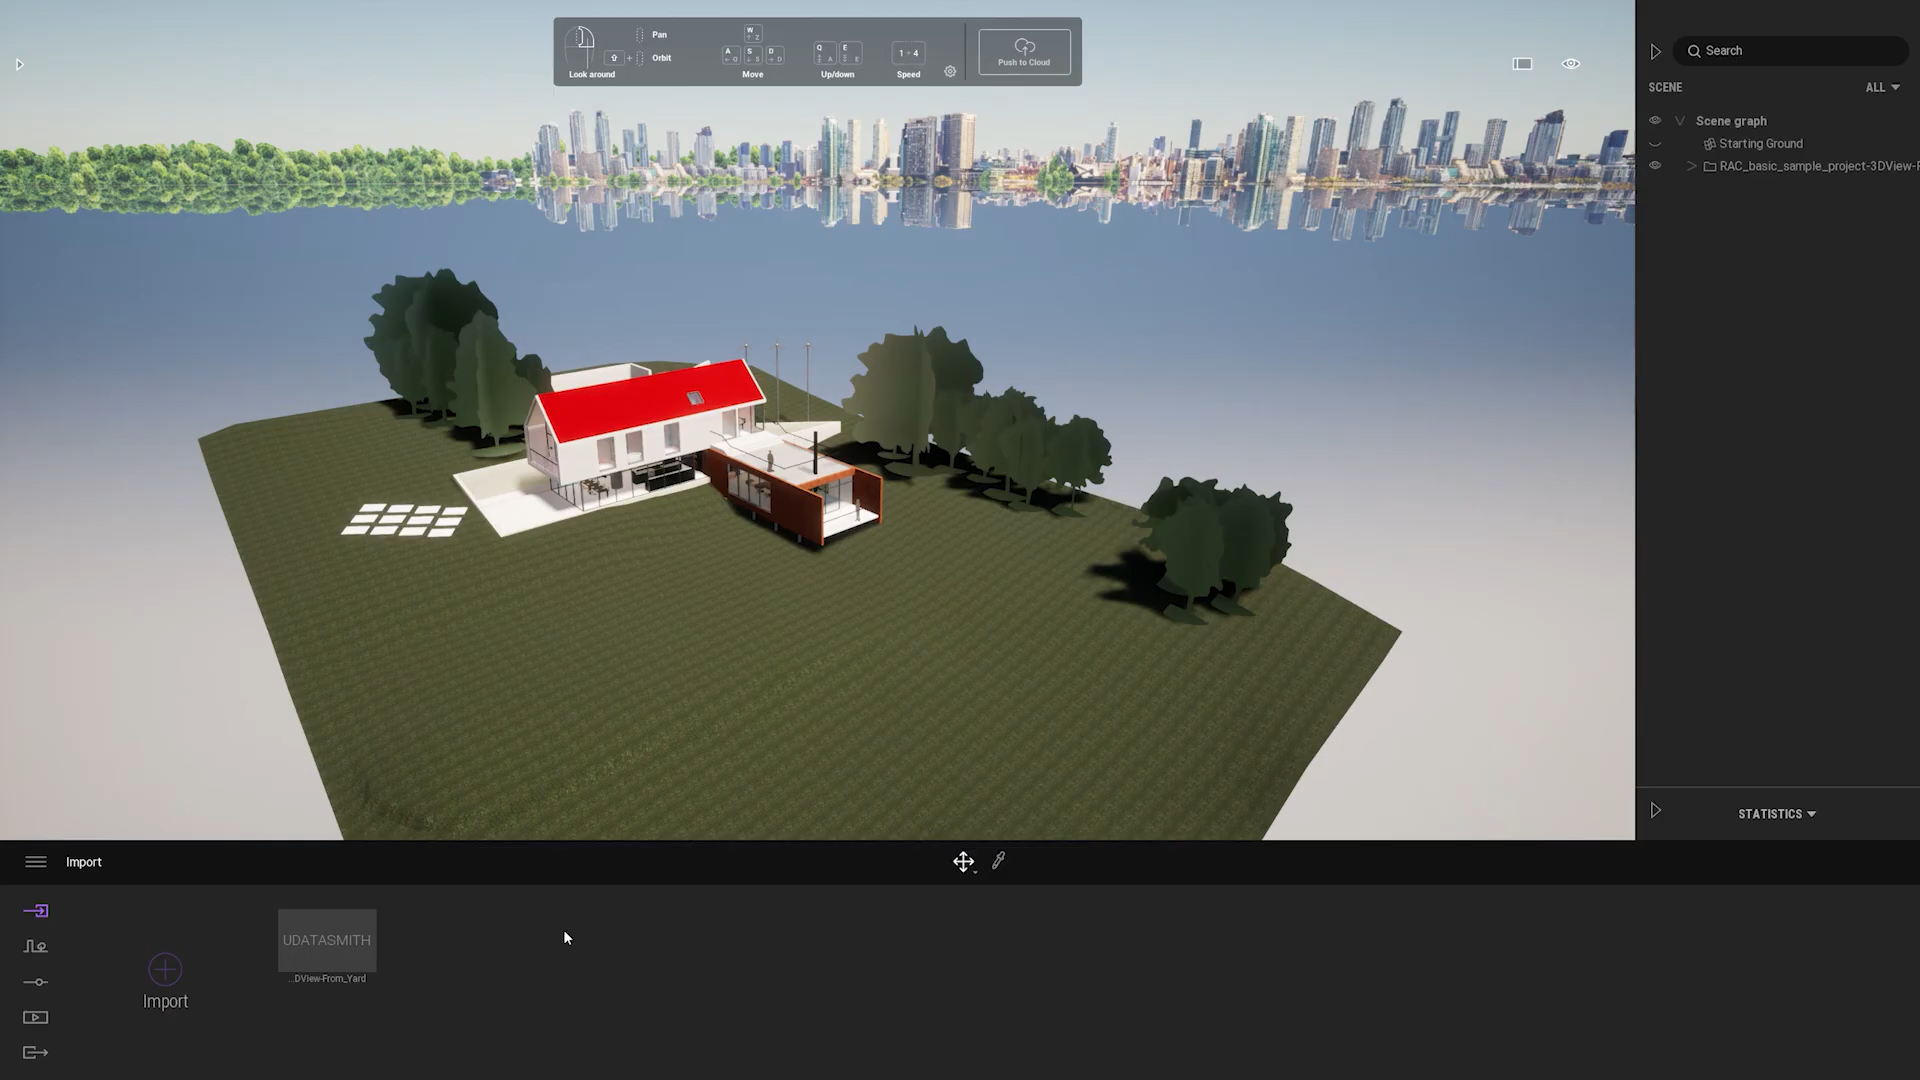 Pan
Orbit
Look around
W
Z
A
S
D
Q
S
D
Move
Q
E
A
E
Up/down
1 - 4
Speed
Push to Cloud
Search
SCENE
ALL
Scene graph
Starting Ground
RAC_basic_sample_project-3DView-F
STATISTICS
Import
UDATASMITH
...DView-From_Yard
Import